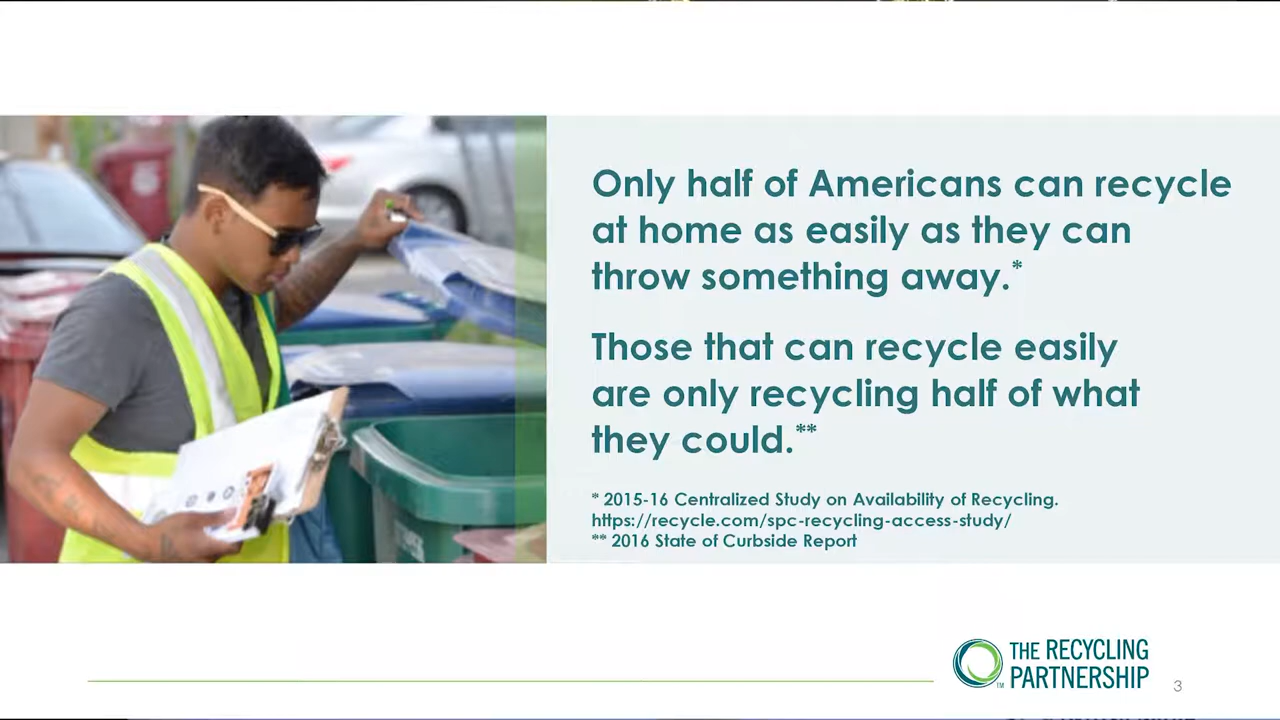 Only half of Americans can recycle
at home as easily as they can
throw something away.*
Those that can recycle easily
are only recycling half of what
they could.**
* 2015-16 Centralized Study on Availability of Recycling.
https://recycle.com/spc-recycling-access-study/
** 2016 State of Curbside Report
THE RECYCLING
PARTNERSHIP
TM
3